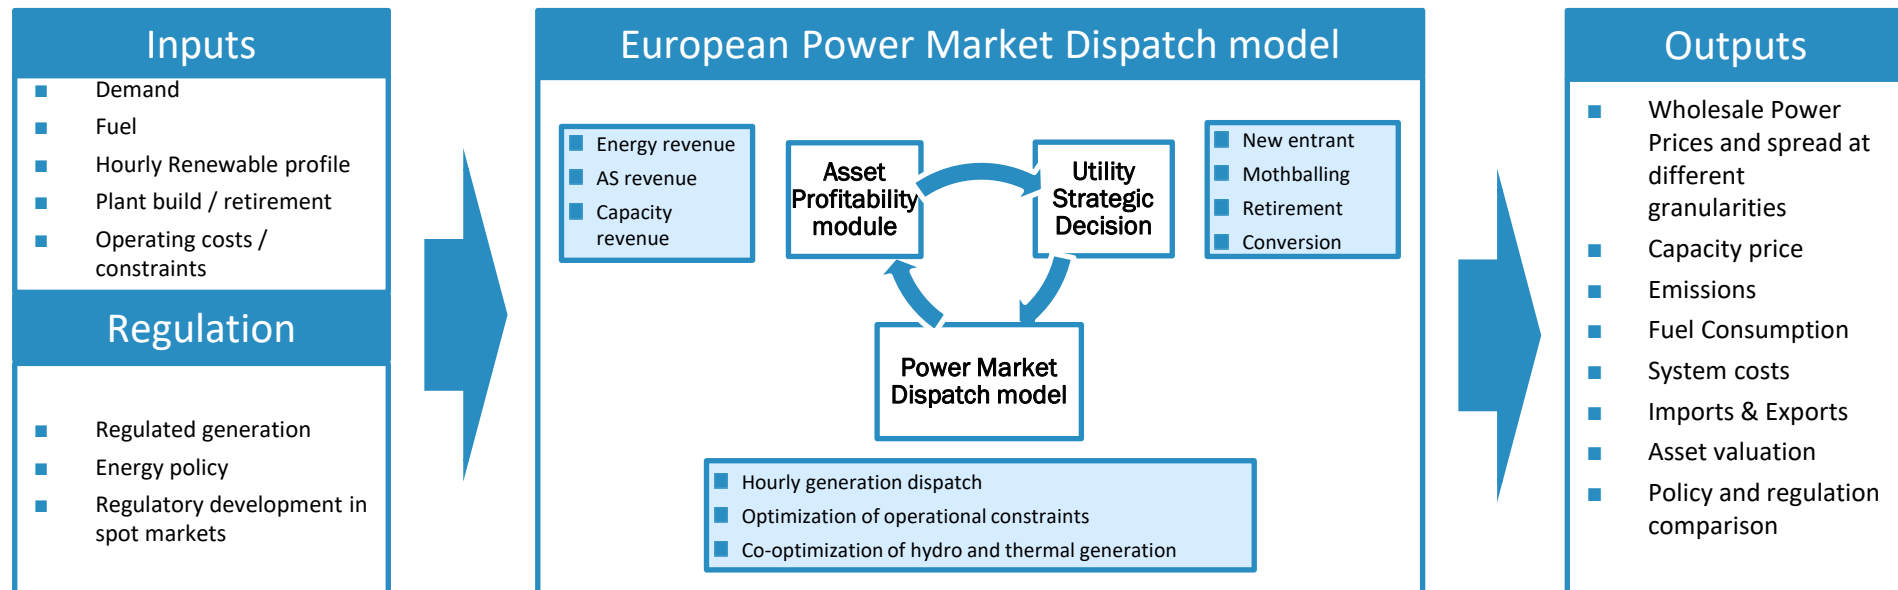 Inputs
Demand
Fuel
Hourly Renewable profile
Plant build / retirement
Operating costs /
constraints
Regulation
Regulated generation
Energy policy
Regulatory development in
spot markets
European Power Market Dispatch model
Energy revenue
AS revenue
Capacity
revenue
Asset
Profitability
module
Utility
Strategic
Decision
New entrant
Mothballing
Retirement
Conversion
Power Market
Dispatch model
Hourly generation dispatch
Optimization of operational constraints
Co-optimization of hydro and thermal generation
Outputs
Wholesale Power
Prices and spread at
different
granularities
Capacity price
Emissions
Fuel Consumption
System costs
Imports & Exports
Asset valuation
Policy and regulation
comparison